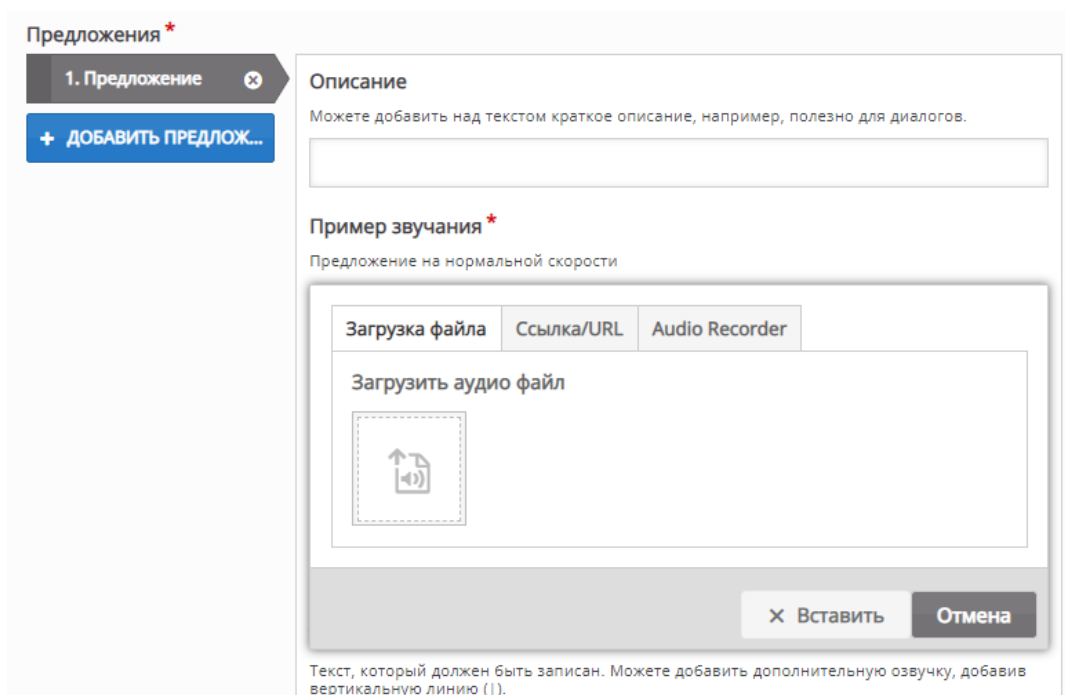 Предложения *
1. Предложение
+ ДОБАВИТЬ ПРЕДЛОЖ...
Описание
Можете добавить над текстом краткое описание, например, полезно для диалогов.
Пример звучания *
Предложение на нормальной скорости
Загрузка файла Ссылка/URL Audio Recorder
Загрузить аудио файл
× Вставить Отмена
Текст, который должен быть записан. Можете добавить дополнительную озвучку, добавив
вертикальную линию (|).